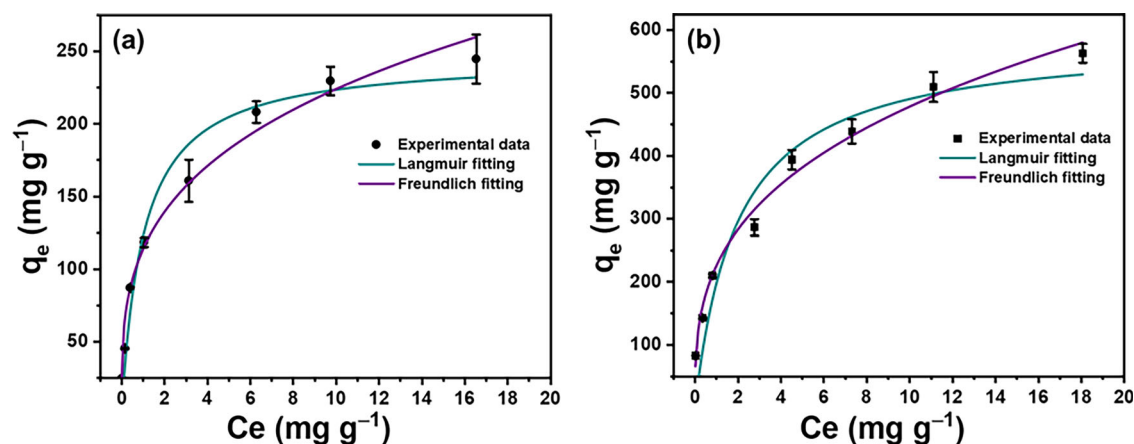 (a)
250
200
150
100
50
qe (mg g⁻¹)
Experimental data
Langmuir fitting
Freundlich fitting
0 2 4 6 8 10 12 14 16 18 20
Ce (mg g⁻¹)
(b)
600
500
400
300
200
100
qe (mg g⁻¹)
Experimental data
Langmuir fitting
Freundlich fitting
0 2 4 6 8 10 12 14 16 18 20
Ce (mg g⁻¹)